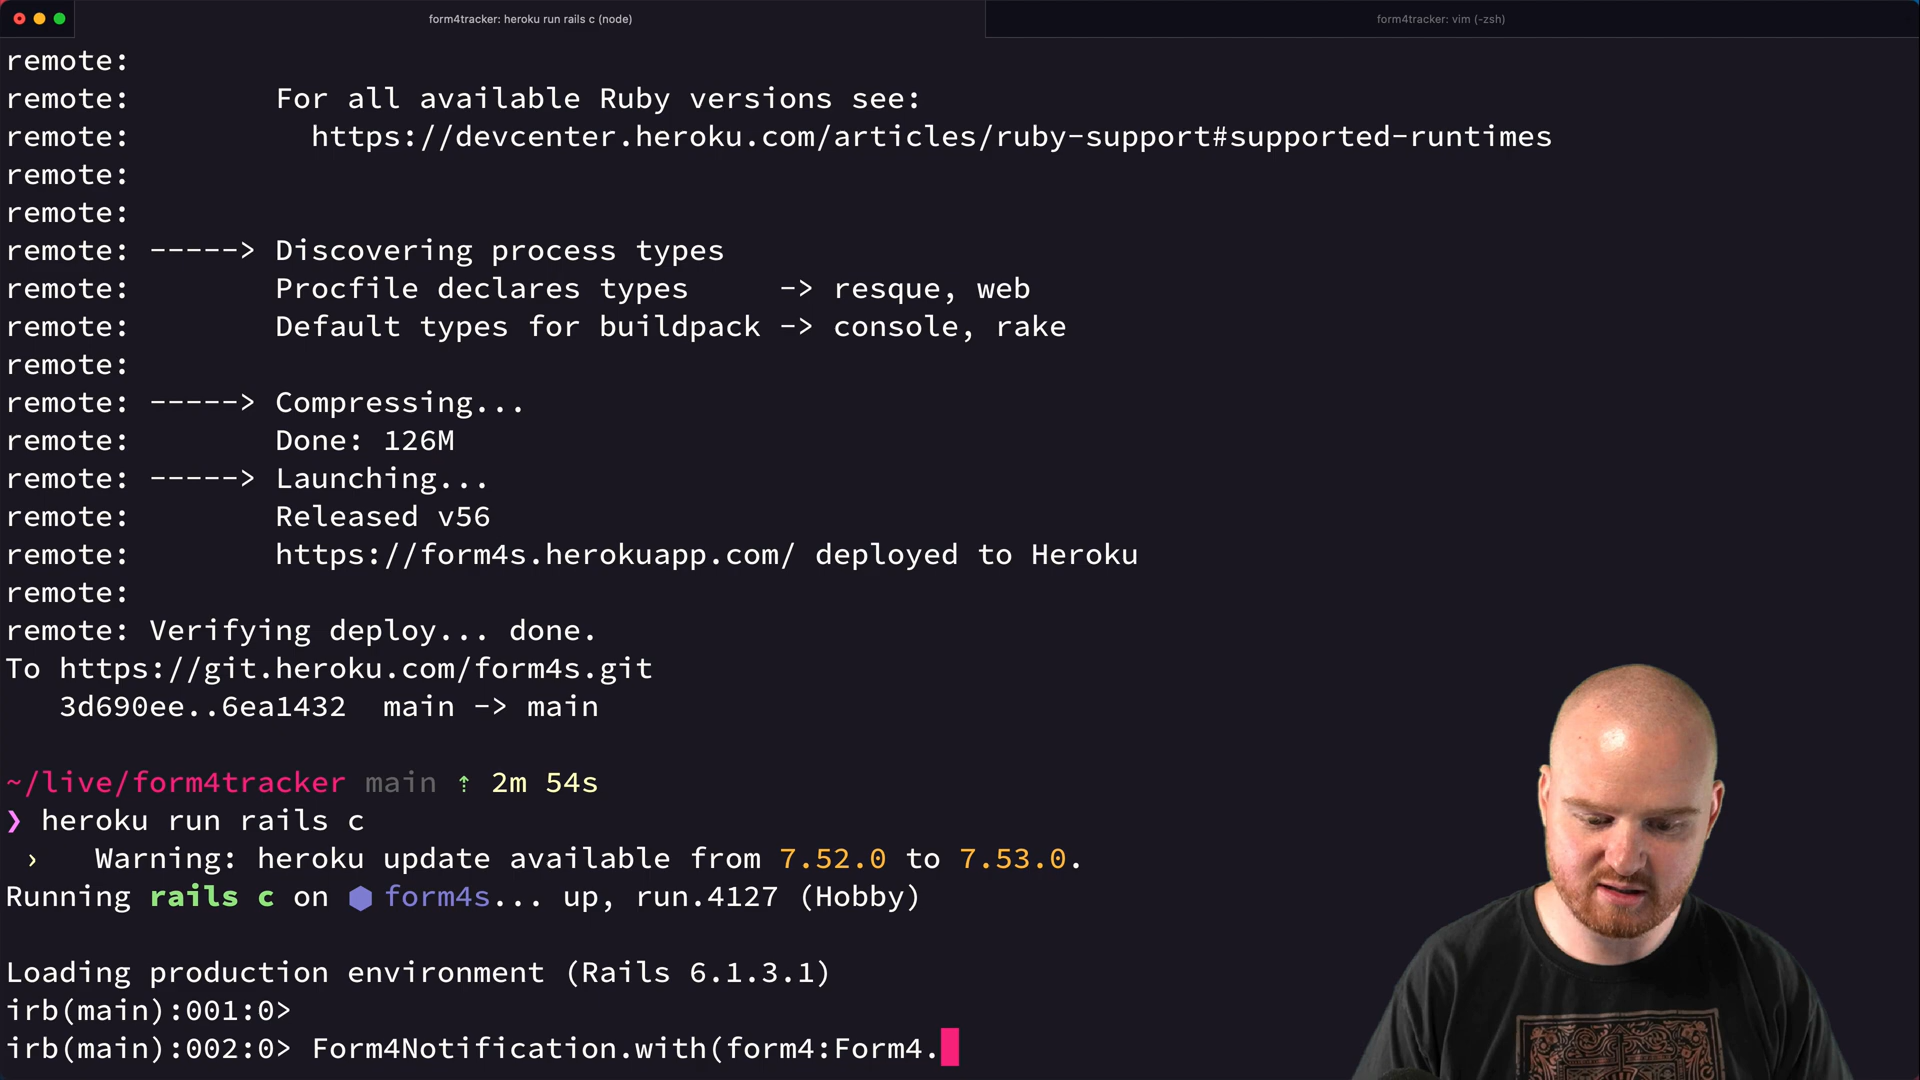 form4tracker: heroku run rails c (node)
form4tracker: vim (-zsh)
remote:
remote:        For all available Ruby versions see:
remote:          https://devcenter.heroku.com/articles/ruby-support#supported-runtimes
remote:
remote:
remote: -----> Discovering process types
remote:        Procfile declares types     -> resque, web
remote:        Default types for buildpack -> console, rake
remote:
remote: -----> Compressing...
remote:        Done: 126M
remote: -----> Launching...
remote:        Released v56
remote:        https://form4s.herokuapp.com/ deployed to Heroku
remote:
remote: Verifying deploy... done.
To https://git.heroku.com/form4s.git
   3d690ee..6ea1432  main -> main
~/live/form4tracker main ⇡ 2m 54s
❯ heroku run rails c
 ›   Warning: heroku update available from 7.52.0 to 7.53.0.
Running rails c on ⬢ form4s... up, run.4127 (Hobby)
Loading production environment (Rails 6.1.3.1)
irb(main):001:0>
irb(main):002:0> Form4Notification.with(form4:Form4.